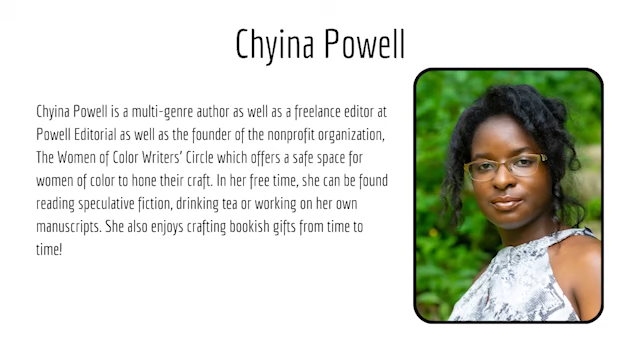 Chyina Powell
Chyina Powell is a multi-genre author as well as a freelance editor at
Powell Editorial as well as the founder of the nonprofit organization,
The Women of Color Writers' Circle which offers a safe space for
women of color to hone their craft. In her free time, she can be found
reading speculative fiction, drinking tea or working on her own
manuscripts. She also enjoys crafting bookish gifts from time to
time!